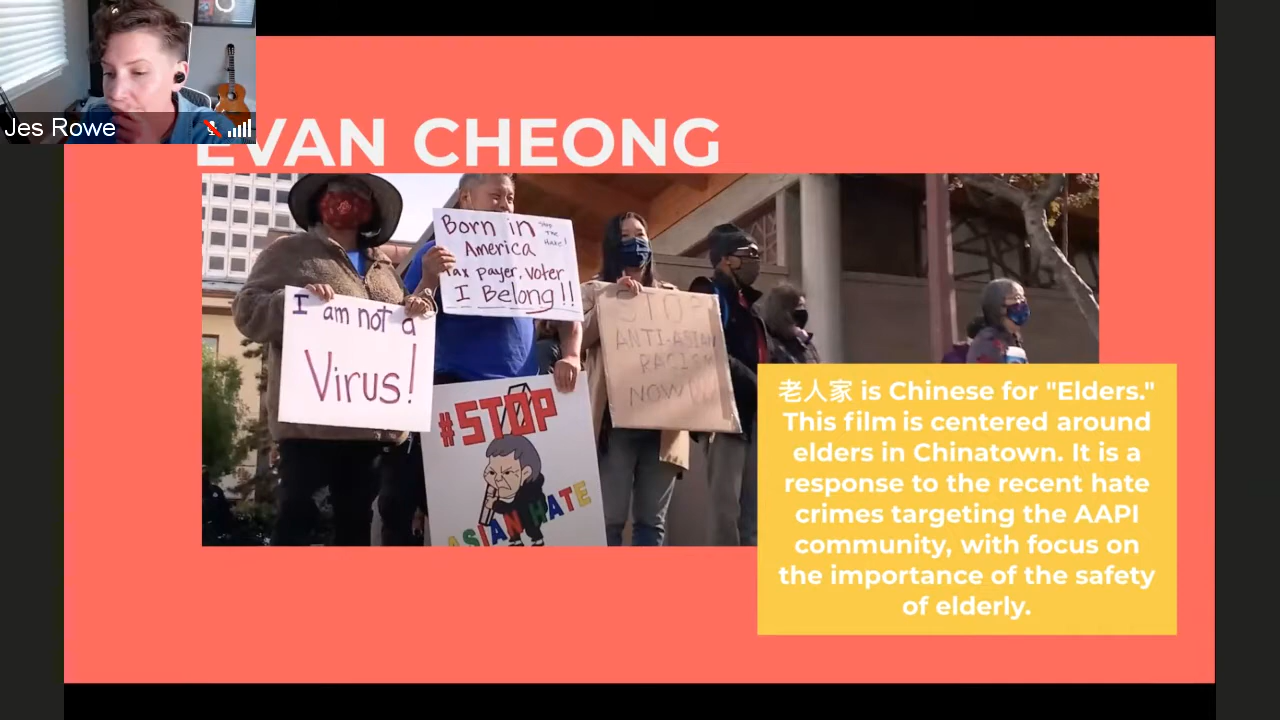 Jes Rowe
EVAN CHEONG
Born in
America
Tax payer, voter
I Belong!!
Stop
The
Hate!
I am not a
Virus!
STOP
ANTI-ASIAN
RACISM
NOW
#STOP
ASIAN HATE
老人家 is Chinese for "Elders."
This film is centered around
elders in Chinatown. It is a
response to the recent hate
crimes targeting the AAPI
community, with focus on
the importance of the safety
of elderly.